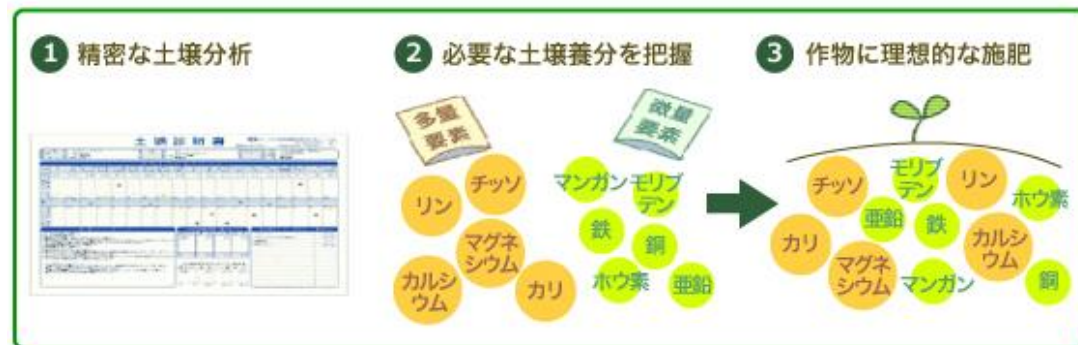 1 精密な土壌分析
土壌診断書
2 必要な土壌養分を把握
多量
要素
微量
要素
チッソ
リン
マグネ
シウム
カルシ
ウム
カリ
マンガン
モリブ
デン
鉄
銅
ホウ素
亜鉛
3 作物に理想的な施肥
チッソ
モリブ
デン
リン
ホウ素
亜鉛
鉄
カリ
カルシ
ウム
マグネ
シウム
マンガン
銅